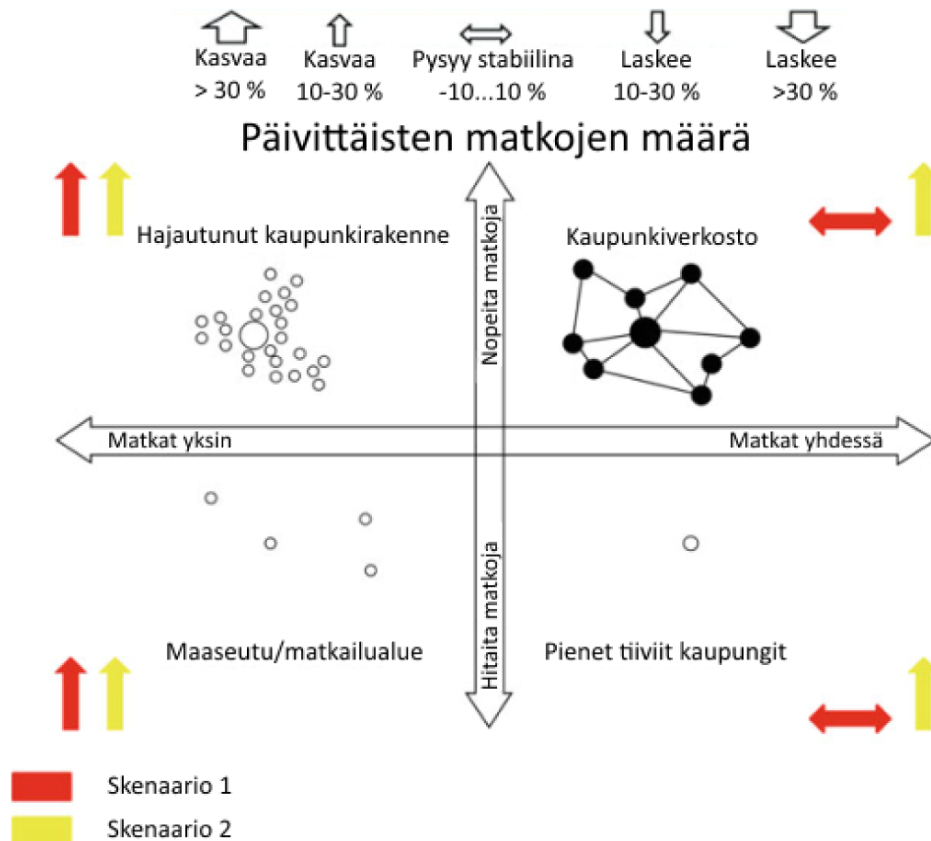 Kasvaa Kasvaa Pysyy stabiilina Laskee Laskee
> 30 % 10-30 % -10...10 % 10-30 % >30 %
Päivittäisten matkojen määrä
Nopeita matkoja
Hajautunut kaupunkirakenne Kaupunkiverkosto
Matkat yksin Matkat yhdessä
Hitaita matkoja
Maaseutu/matkailualue Pienet tiiviit kaupungit
Skenaario 1
Skenaario 2